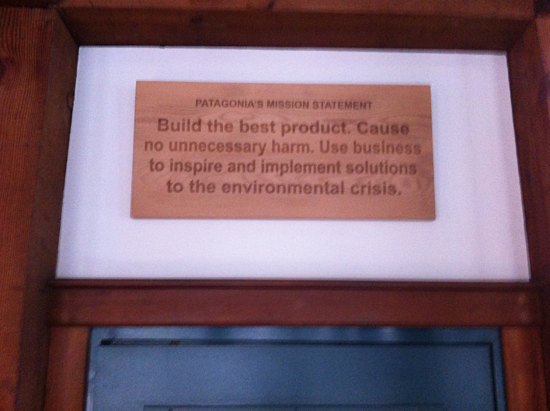 PATAGONIA'S MISSION STATEMENT
Build the best product. Cause
no unnecessary harm. Use business
to inspire and implement solutions
to the environmental crisis.